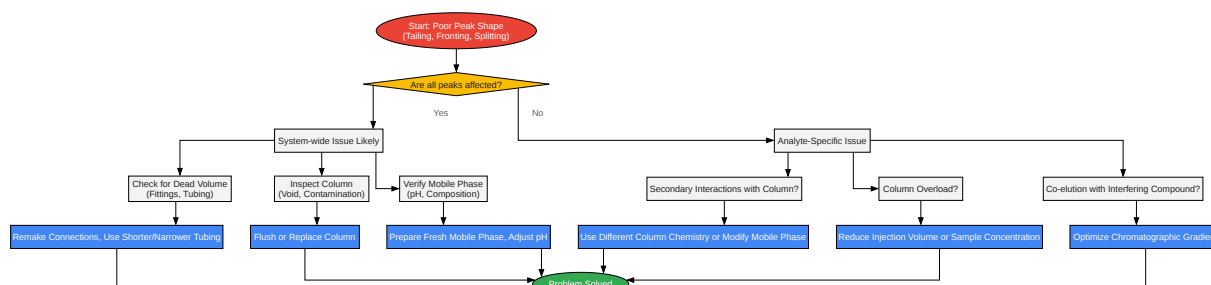 Start: Poor Peak Shape
(Tailing, Fronting, Splitting)
Are all peaks affected?
Yes
No
System-wide Issue Likely
Analyte-Specific Issue
Check for Dead Volume
(Fittings, Tubing)
Inspect Column
(Void, Contamination)
Verify Mobile Phase
(pH, Composition)
Secondary Interactions with Column?
Column Overload?
Co-elution with Interfering Compound?
Remake Connections, Use Shorter/Narrower Tubing
Flush or Replace Column
Prepare Fresh Mobile Phase, Adjust pH
Use Different Column Chemistry or Modify Mobile Phase
Reduce Injection Volume or Sample Concentration
Optimize Chromatographic
Problem Solved